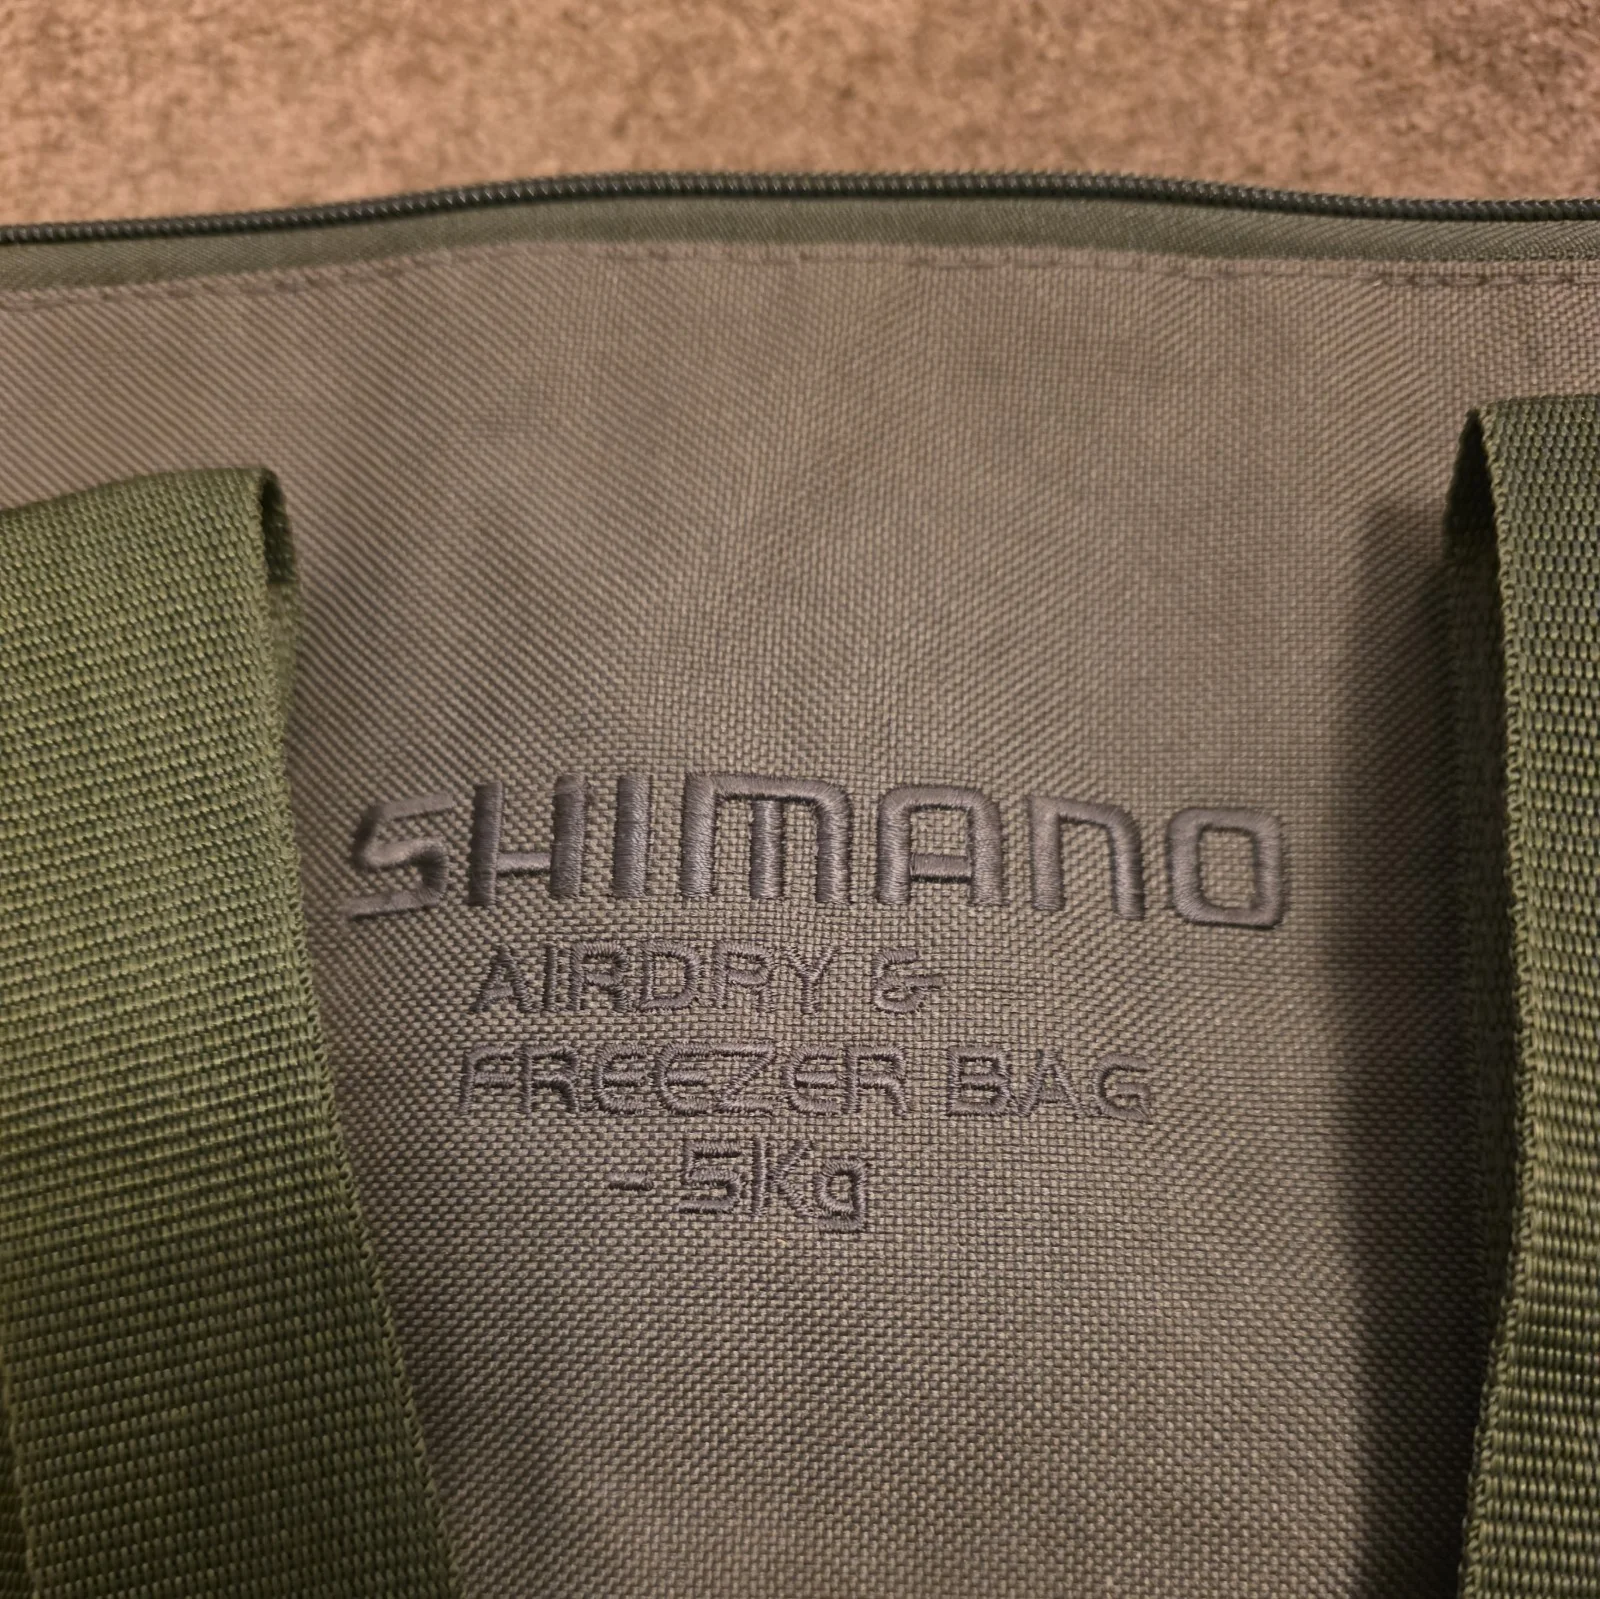 SHIMANO
AIRDRY &
FREEZER BAG
- 5Kg